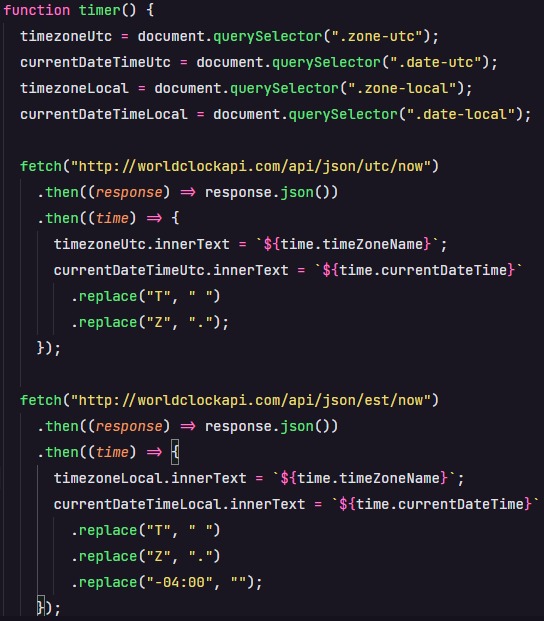 function timer() {
  timezoneUtc = document.querySelector(".zone-utc");
  currentDateTimeUtc = document.querySelector(".date-utc");
  timezoneLocal = document.querySelector(".zone-local");
  currentDateTimeLocal = document.querySelector(".date-local");

  fetch("http://worldclockapi.com/api/json/utc/now")
    .then((response) => response.json())
    .then((time) => {
      timezoneUtc.innerText = `${time.timeZoneName}`;
      currentDateTimeUtc.innerText = `${time.currentDateTime}`
        .replace("T", " ")
        .replace("Z", ".");
    });

  fetch("http://worldclockapi.com/api/json/est/now")
    .then((response) => response.json())
    .then((time) => {
      timezoneLocal.innerText = `${time.timeZoneName}`;
      currentDateTimeLocal.innerText = `${time.currentDateTime}`
        .replace("T", " ")
        .replace("Z", ".")
        .replace("-04:00", "");
    });